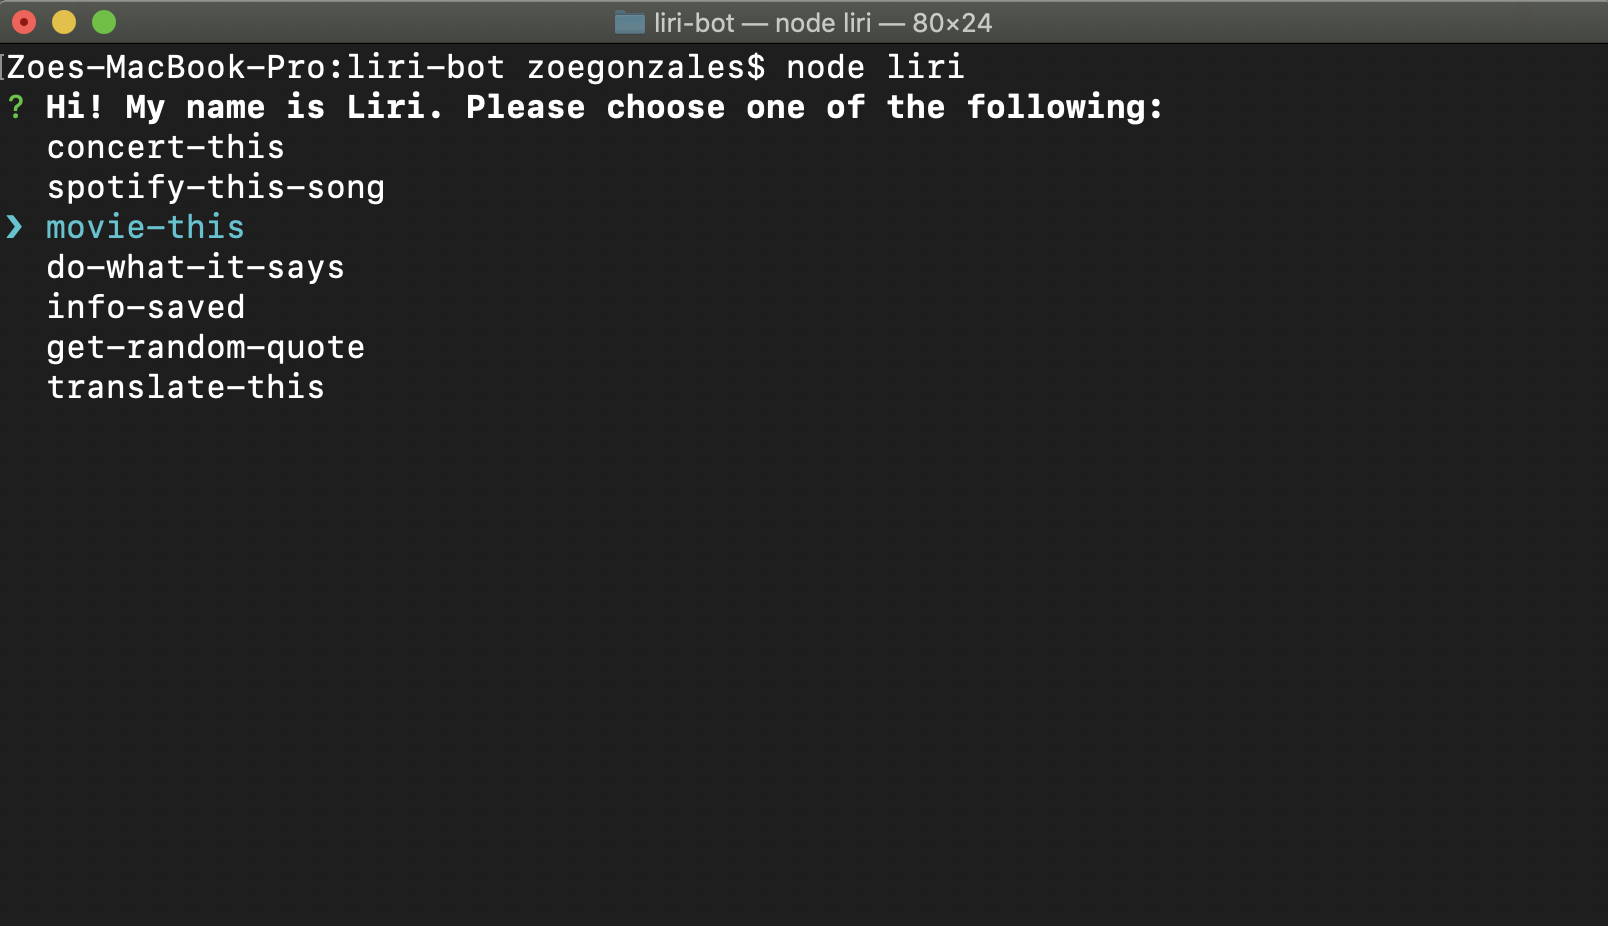 liri-bot — node liri — 80×24
[Zoes-MacBook-Pro:liri-bot zoegonzales$ node liri
? Hi! My name is Liri. Please choose one of the following:
concert-this
spotify-this-song
❯ movie-this
do-what-it-says
info-saved
get-random-quote
translate-this